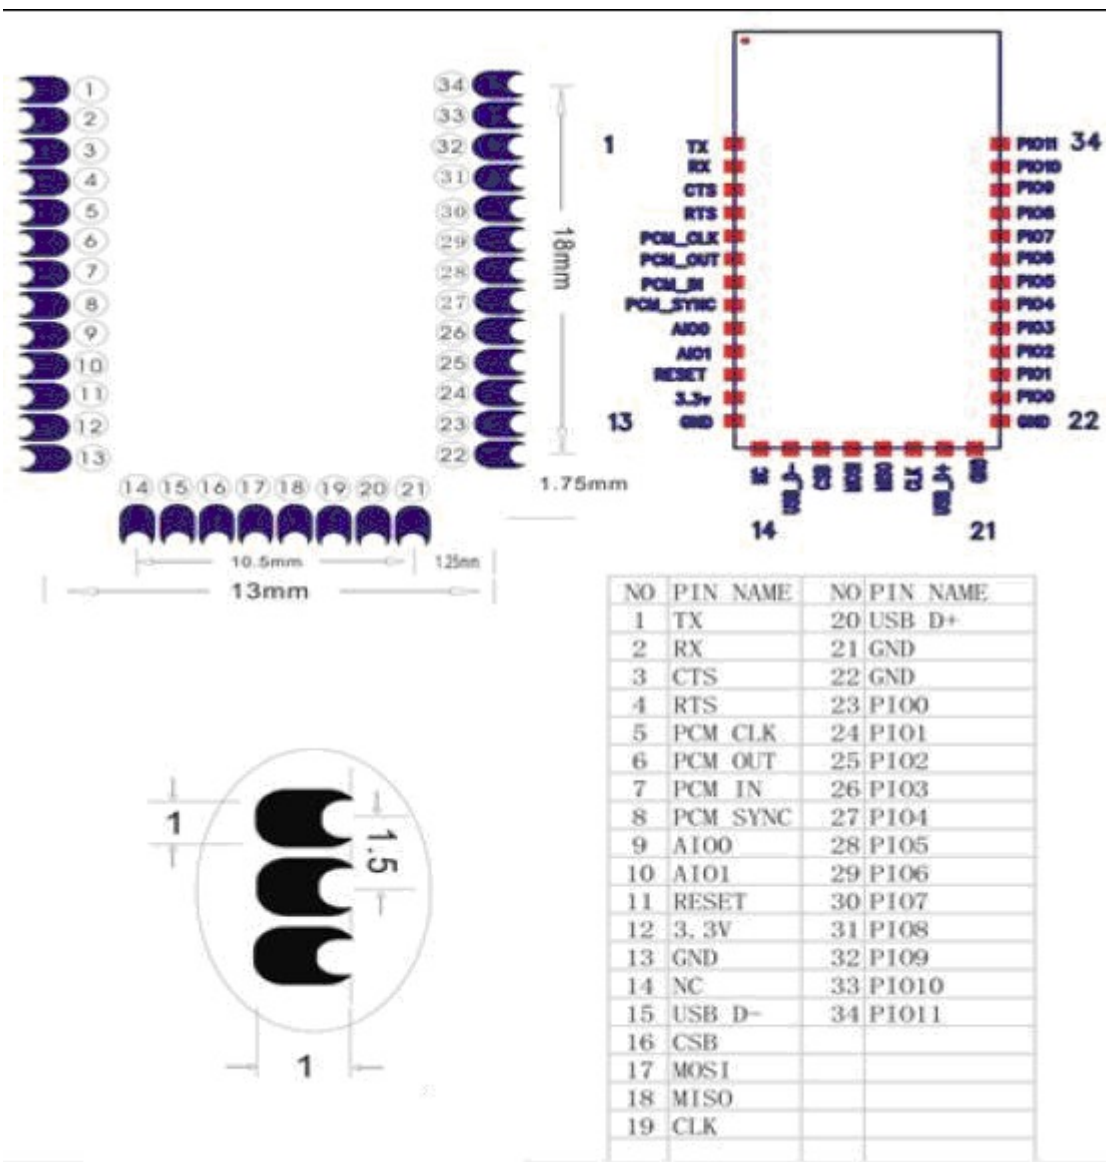 1
2
3
4
5
6
7
8
9
10
11
12
13
34
33
32
31
30
29
28
27
26
25
24
23
22
14 15 16 17 18 19 20 21
18mm
1.75mm
10.5mm
1.25mm
13mm
1
TX
RX
CTS
RTS
PCM_CLK
PCM_OUT
PCM_IN
PCM_SYNC
AIO0
AIO1
RESET
3.3v
13 GND
PIO11 34
PIO10
PIO9
PIO8
PIO7
PIO6
PIO5
PIO4
PIO3
PIO2
PIO1
PIO0
GND 22
NC
USB_D-
CSB
MOSI
MISO
CLK
USB_D+
GND
14 21
1
1.5
1
NO PIN NAME NO PIN NAME
1 TX 20 USB D+
2 RX 21 GND
3 CTS 22 GND
4 RTS 23 PIO0
5 PCM CLK 24 PIO1
6 PCM OUT 25 PIO2
7 PCM IN 26 PIO3
8 PCM SYNC 27 PIO4
9 AIO0 28 PIO5
10 AIO1 29 PIO6
11 RESET 30 PIO7
12 3.3V 31 PIO8
13 GND 32 PIO9
14 NC 33 PIO10
15 USB D- 34 PIO11
16 CSB
17 MOSI
18 MISO
19 CLK